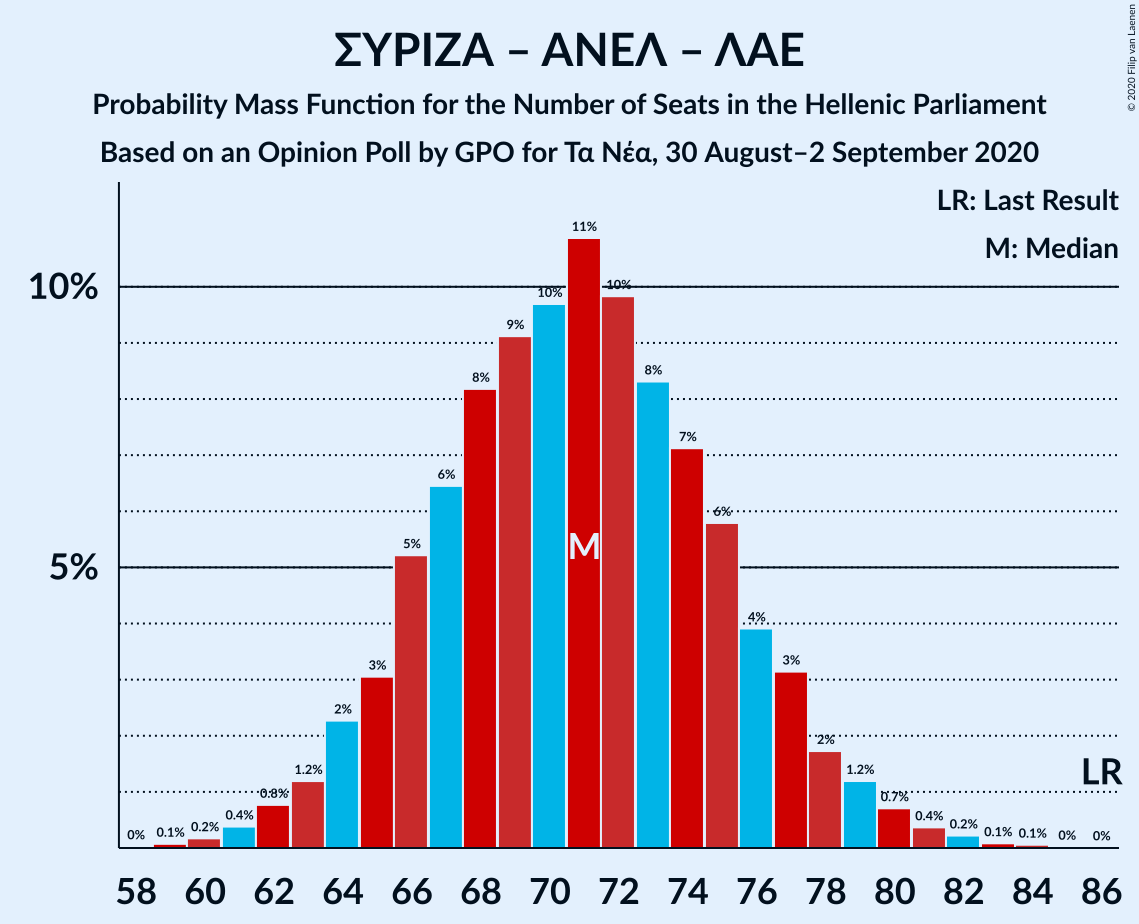 ΣΥΡΙΖΑ – ΑΝΕΛ – ΛΑΕ
Probability Mass Function for the Number of Seats in the Hellenic Parliament
Based on an Opinion Poll by GPO for Τα Νέα, 30 August–2 September 2020
© 2020 Filip van Laenen
LR: Last Result
M: Median
10%
5%
0% 0.1% 0.2% 0.4% 0.8% 1.2% 2% 3% 5% 6% 8% 9% 10% 11% 10% 8% 7% 6% 4% 3% 2% 1.2% 0.7% 0.4% 0.2% 0.1% 0.1% 0% 0%
M
LR
58 60 62 64 66 68 70 72 74 76 78 80 82 84 86